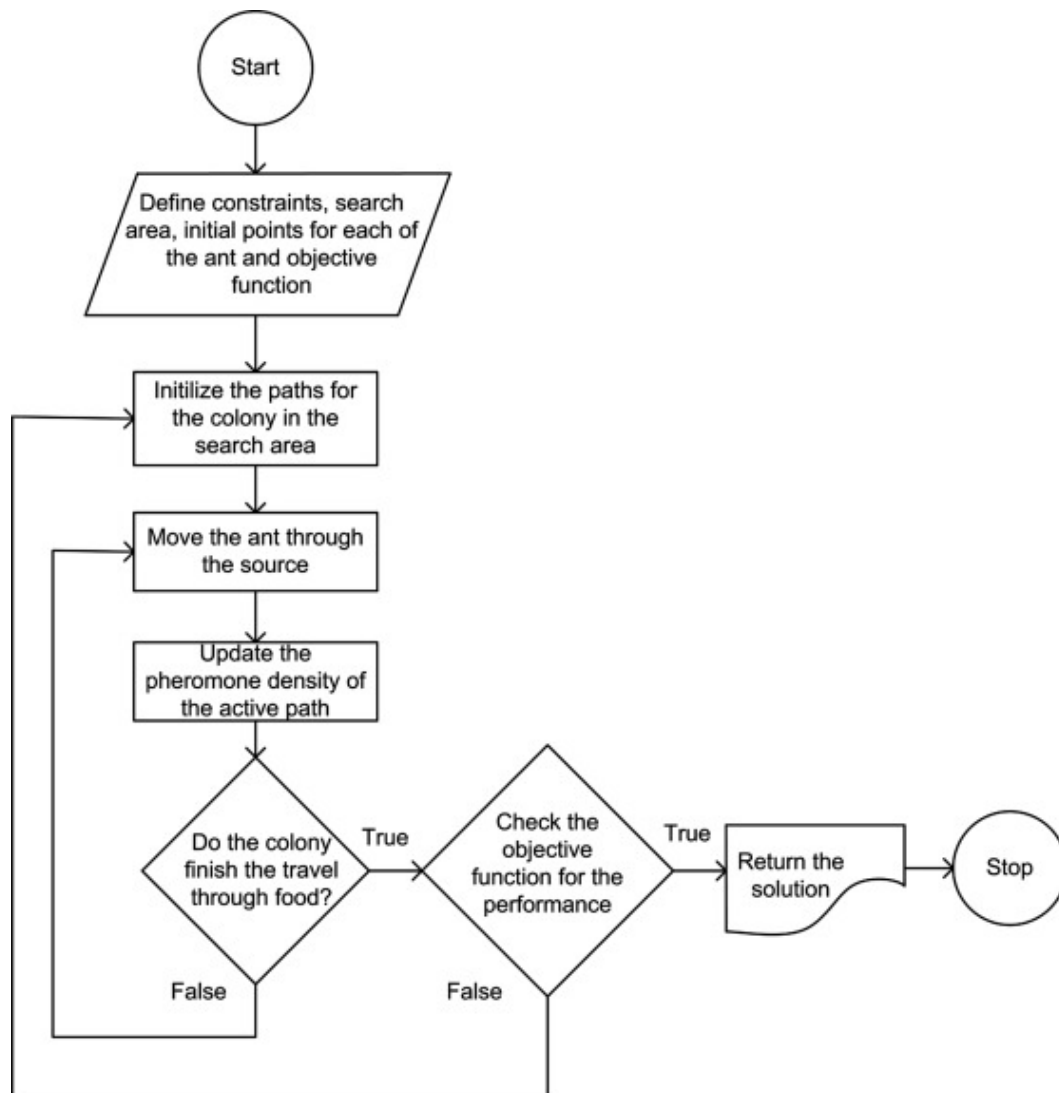 Start
Define constraints, search
area, initial points for each of
the ant and objective
function
Initilize the paths for
the colony in the
search area
Move the ant through
the source
Update the
pheromone density of
the active path
Do the colony
finish the travel
through food?
True
False
Check the
objective
function for the
performance
True
False
Return the
solution
Stop